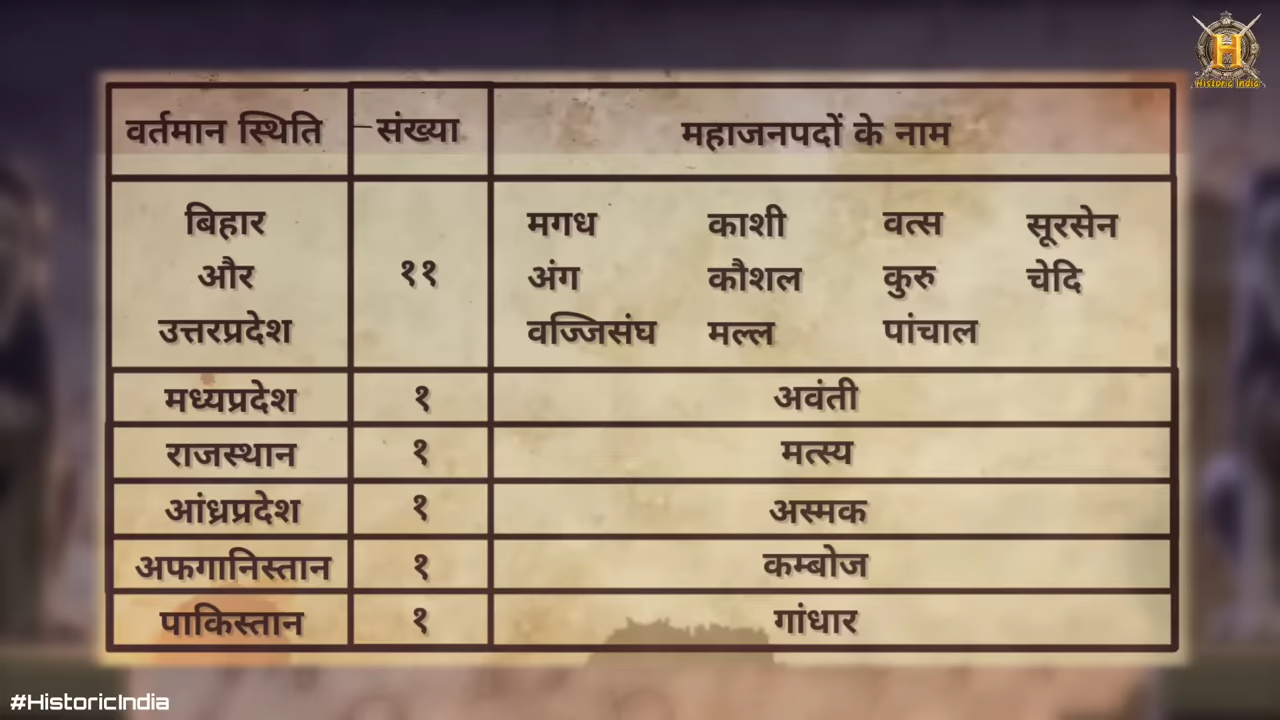 H
Historic India
वर्तमान स्थिति संख्या महाजनपदों के नाम
बिहार मगध काशी वत्स सूरसेन
और ११ अंग कौशल कुरु चेदि
उत्तरप्रदेश वज्जिसंघ मल्ल पांचाल
मध्यप्रदेश १ अवंती
राजस्थान १ मत्स्य
आंध्रप्रदेश १ अस्मक
अफगानिस्तान १ कम्बोज
पाकिस्तान १ गांधार
#HistoricIndia